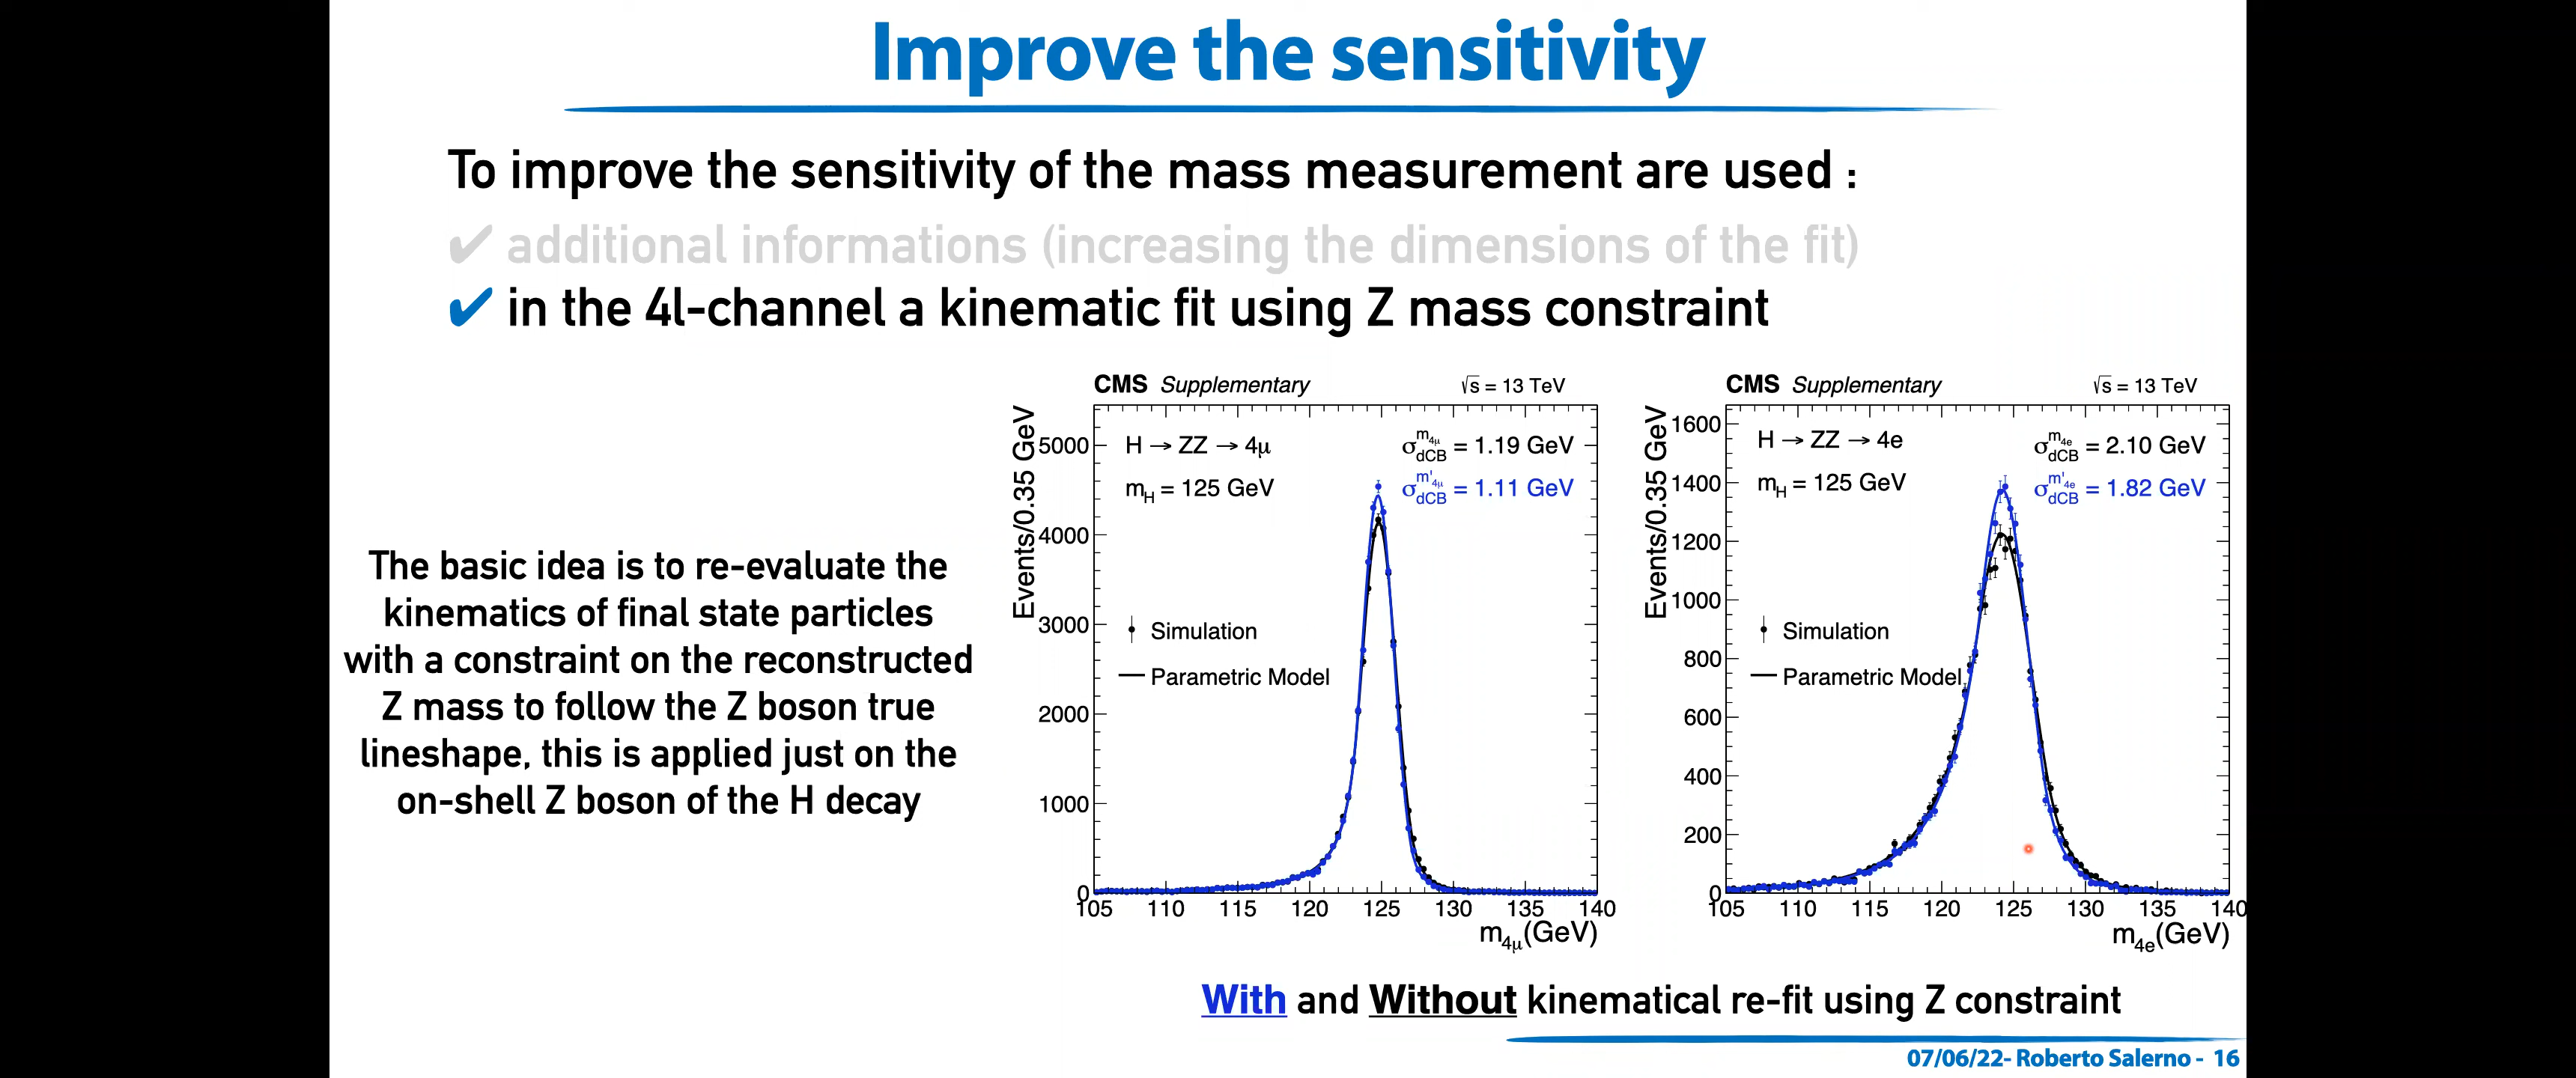 Improve the sensitivity
To improve the sensitivity of the mass measurement are used :
✔ additional informations (increasing the dimensions of the fit)
✔ in the 4l-channel a kinematic fit using Z mass constraint
The basic idea is to re-evaluate the
kinematics of final state particles
with a constraint on the reconstructed
Z mass to follow the Z boson true
lineshape, this is applied just on the
on-shell Z boson of the H decay
CMS Supplementary √s = 13 TeV
Events/0.35 GeV
H → ZZ → 4μ
m_H = 125 GeV
σ_dCB^m_4μ = 1.19 GeV
σ_dCB^m'_4μ = 1.11 GeV
Simulation
Parametric Model
5000
4000
3000
2000
1000
0
105 110 115 120 125 130 135 140
m_4μ(GeV)
CMS Supplementary √s = 13 TeV
Events/0.35 GeV
H → ZZ → 4e
m_H = 125 GeV
σ_dCB^m_4e = 2.10 GeV
σ_dCB^m'_4e = 1.82 GeV
Simulation
Parametric Model
1600
1400
1200
1000
800
600
400
200
0
105 110 115 120 125 130 135 140
m_4e(GeV)
With and Without kinematical re-fit using Z constraint
07/06/22- Roberto Salerno - 16